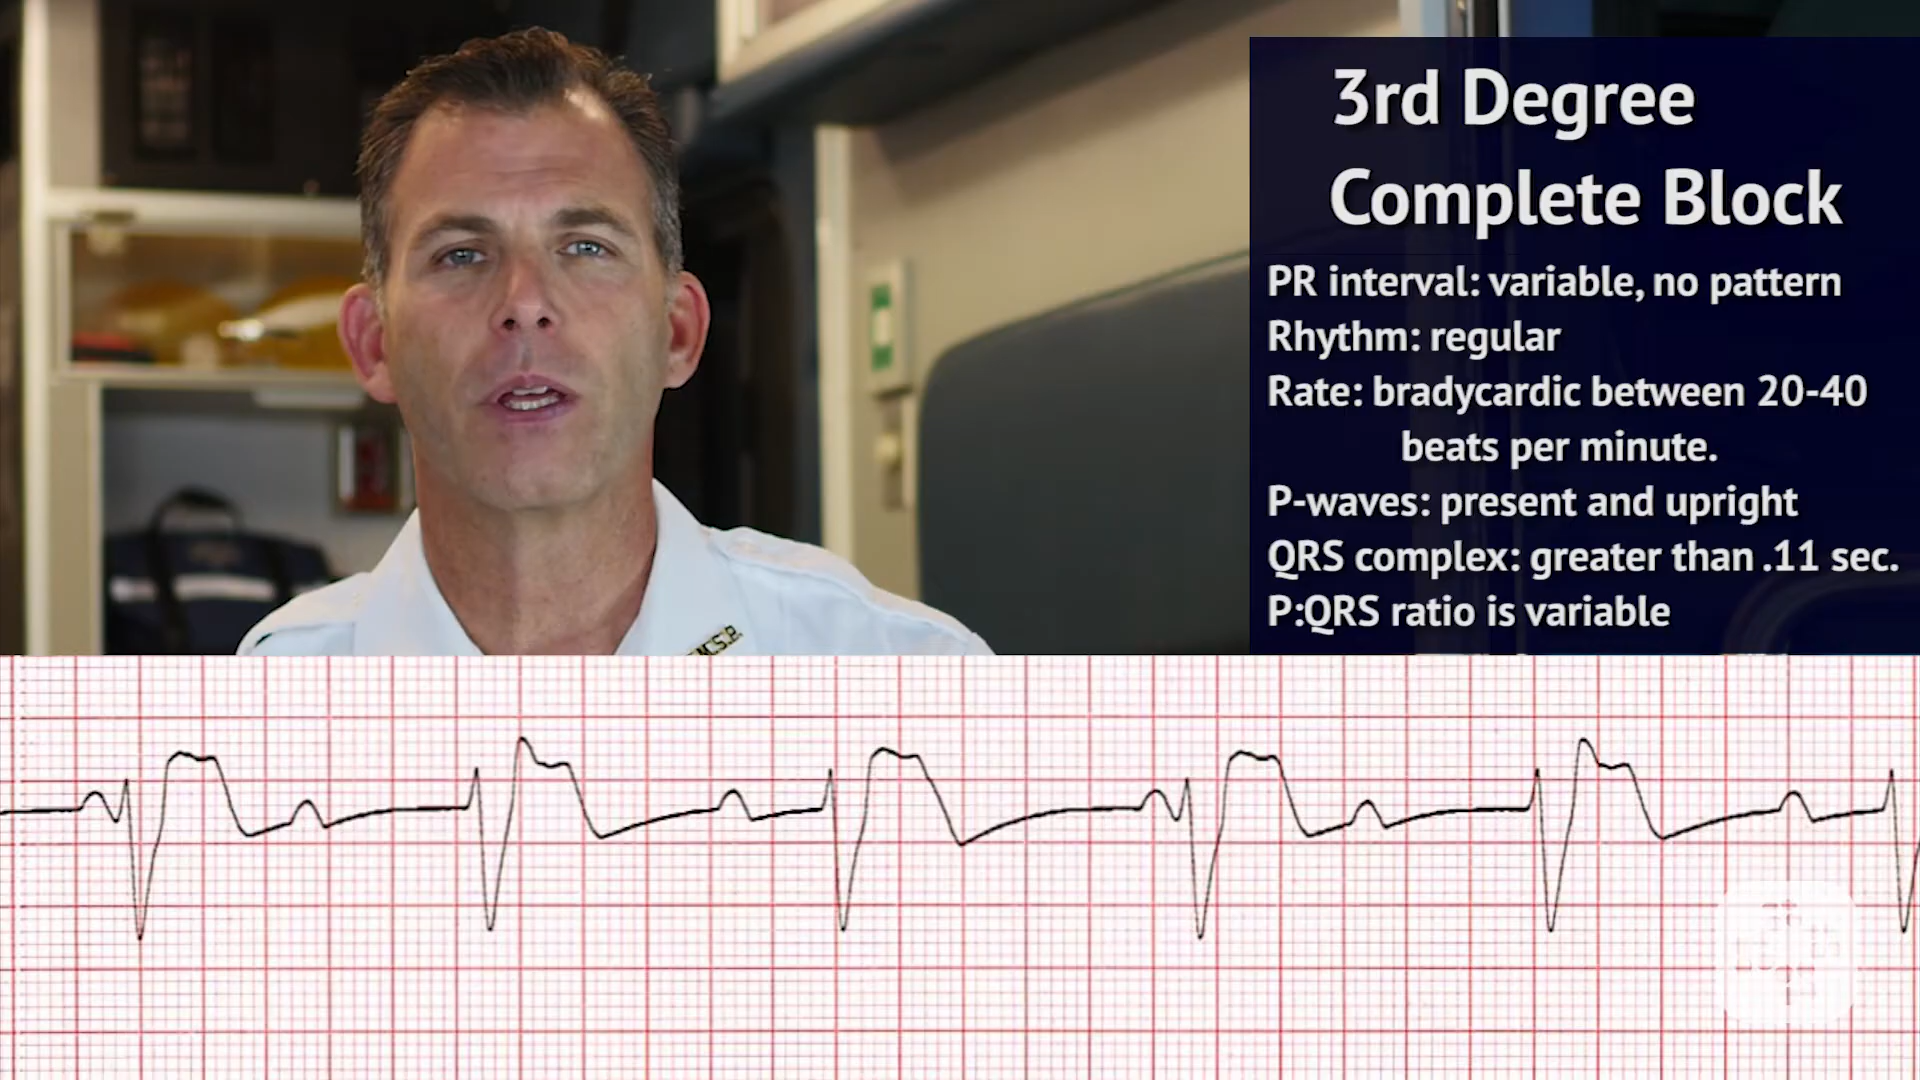 3rd Degree
Complete Block
PR interval: variable, no pattern
Rhythm: regular
Rate: bradycardic between 20-40
beats per minute.
P-waves: present and upright
QRS complex: greater than .11 sec.
P:QRS ratio is variable